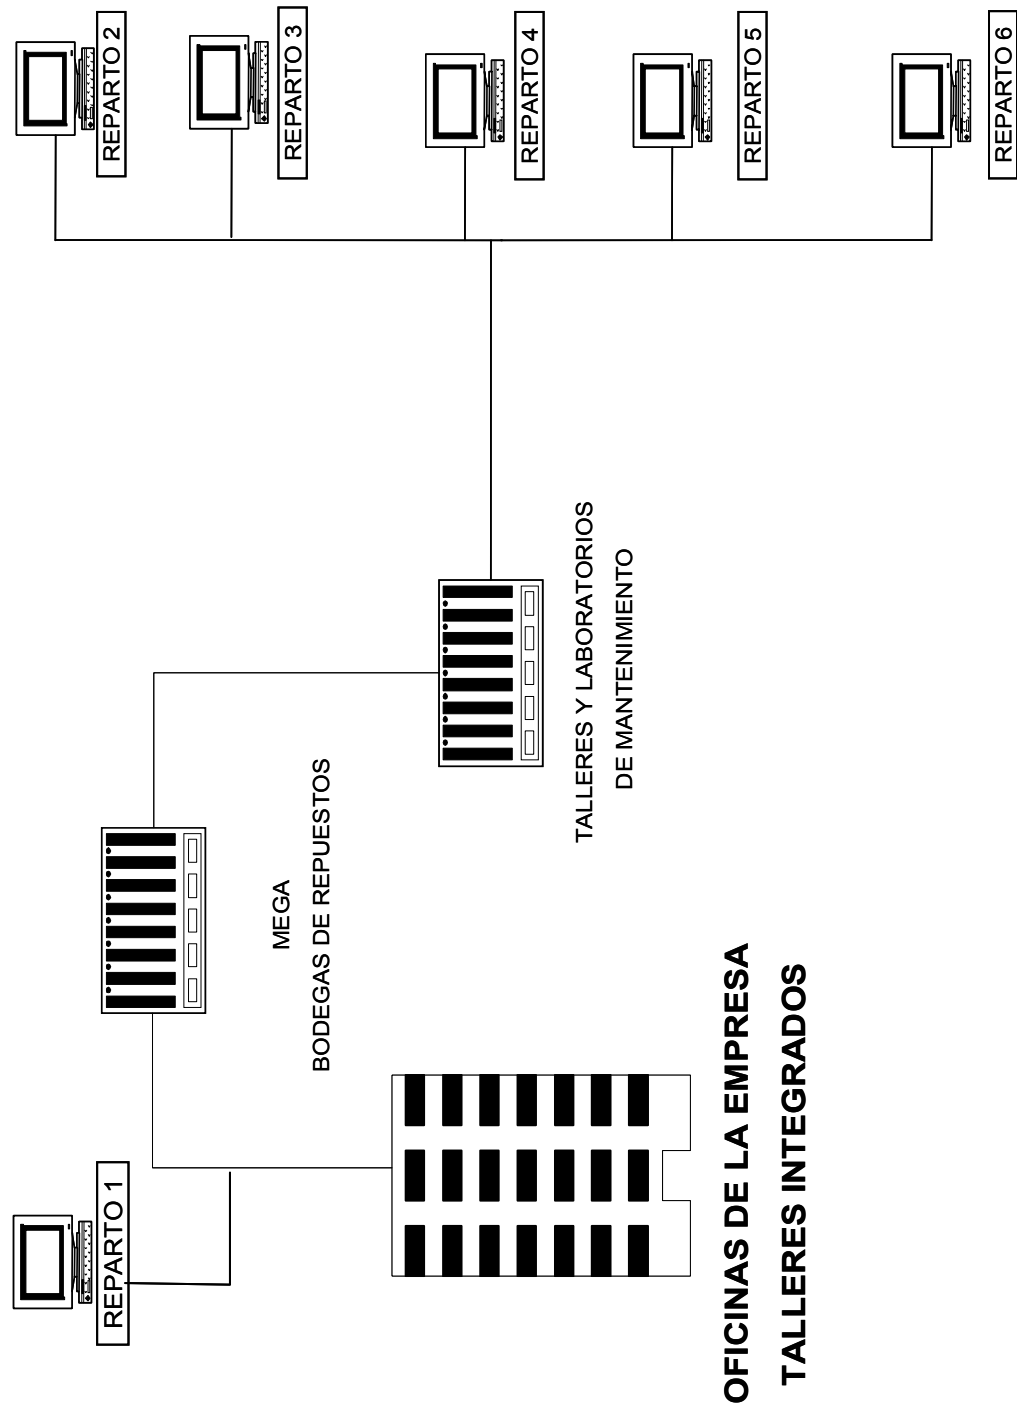 REPARTO 1
REPARTO 2
REPARTO 3
REPARTO 4
REPARTO 5
REPARTO 6
MEGA
BODEGAS DE REPUESTOS
TALLERES Y LABORATORIOS
DE MANTENIMIENTO
OFICINAS DE LA EMPRESA
TALLERES INTEGRADOS